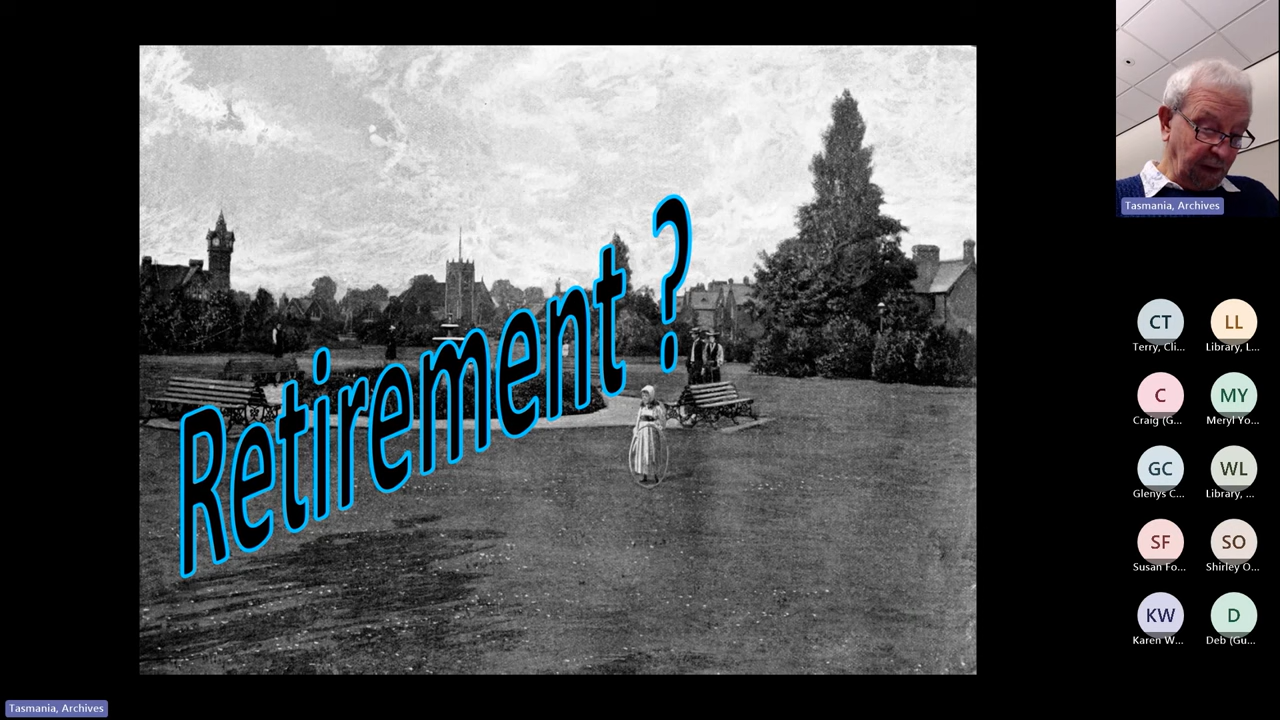 Retirement ?
Tasmania, Archives
CT
Terry, Cli...
LL
Library, L...
C
Craig (G...
MY
Meryl Yo...
GC
Glenys C...
WL
Library, ...
SF
Susan Fo...
SO
Shirley O...
KW
Karen W...
D
Deb (Gu...
Tasmania, Archives